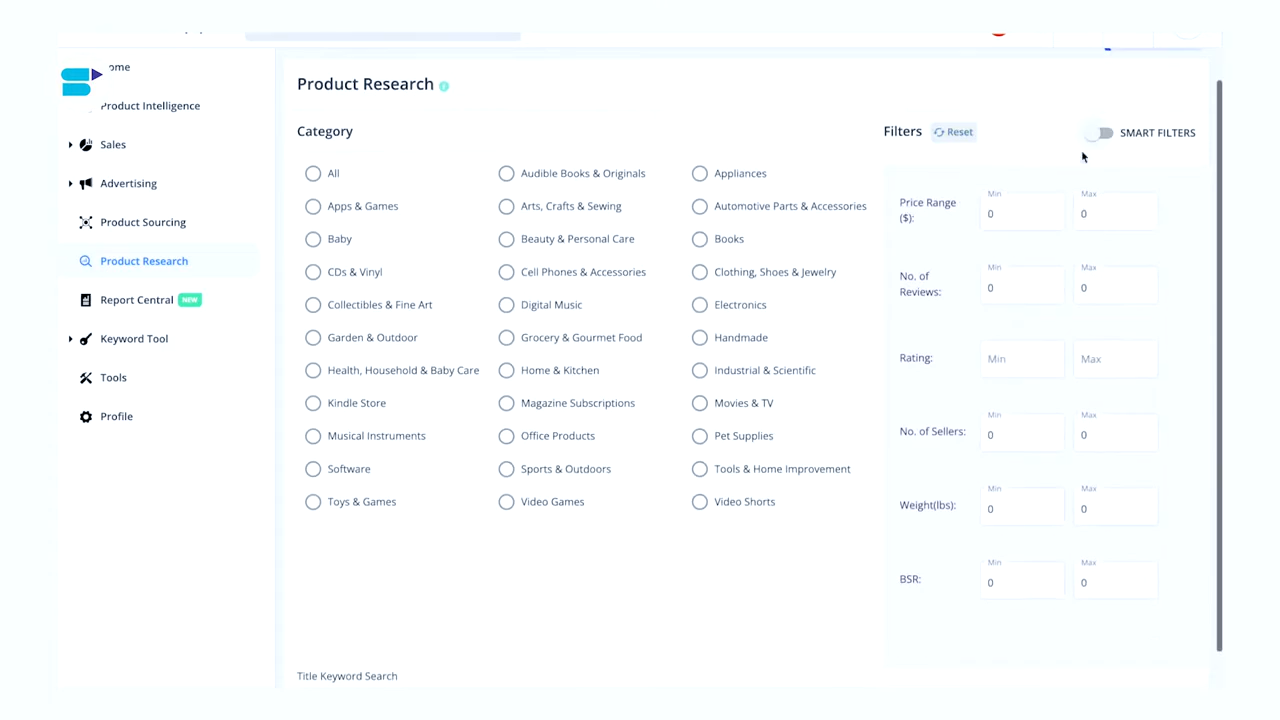 ome
Product Intelligence
Sales
Advertising
Product Sourcing
Product Research
Report Central NEW
Keyword Tool
Tools
Profile
Product Research
Category
All
Audible Books & Originals
Appliances
Apps & Games
Arts, Crafts & Sewing
Automotive Parts & Accessories
Baby
Beauty & Personal Care
Books
CDs & Vinyl
Cell Phones & Accessories
Clothing, Shoes & Jewelry
Collectibles & Fine Art
Digital Music
Electronics
Garden & Outdoor
Grocery & Gourmet Food
Handmade
Health, Household & Baby Care
Home & Kitchen
Industrial & Scientific
Kindle Store
Magazine Subscriptions
Movies & TV
Musical Instruments
Office Products
Pet Supplies
Software
Sports & Outdoors
Tools & Home Improvement
Toys & Games
Video Games
Video Shorts
Filters Reset SMART FILTERS
Price Range
($):
Min
0
Max
0
No. of
Reviews:
Min
0
Max
0
Rating:
Min
Max
No. of Sellers:
Min
0
Max
0
Weight(lbs):
Min
0
Max
0
BSR:
Min
0
Max
0
Title Keyword Search